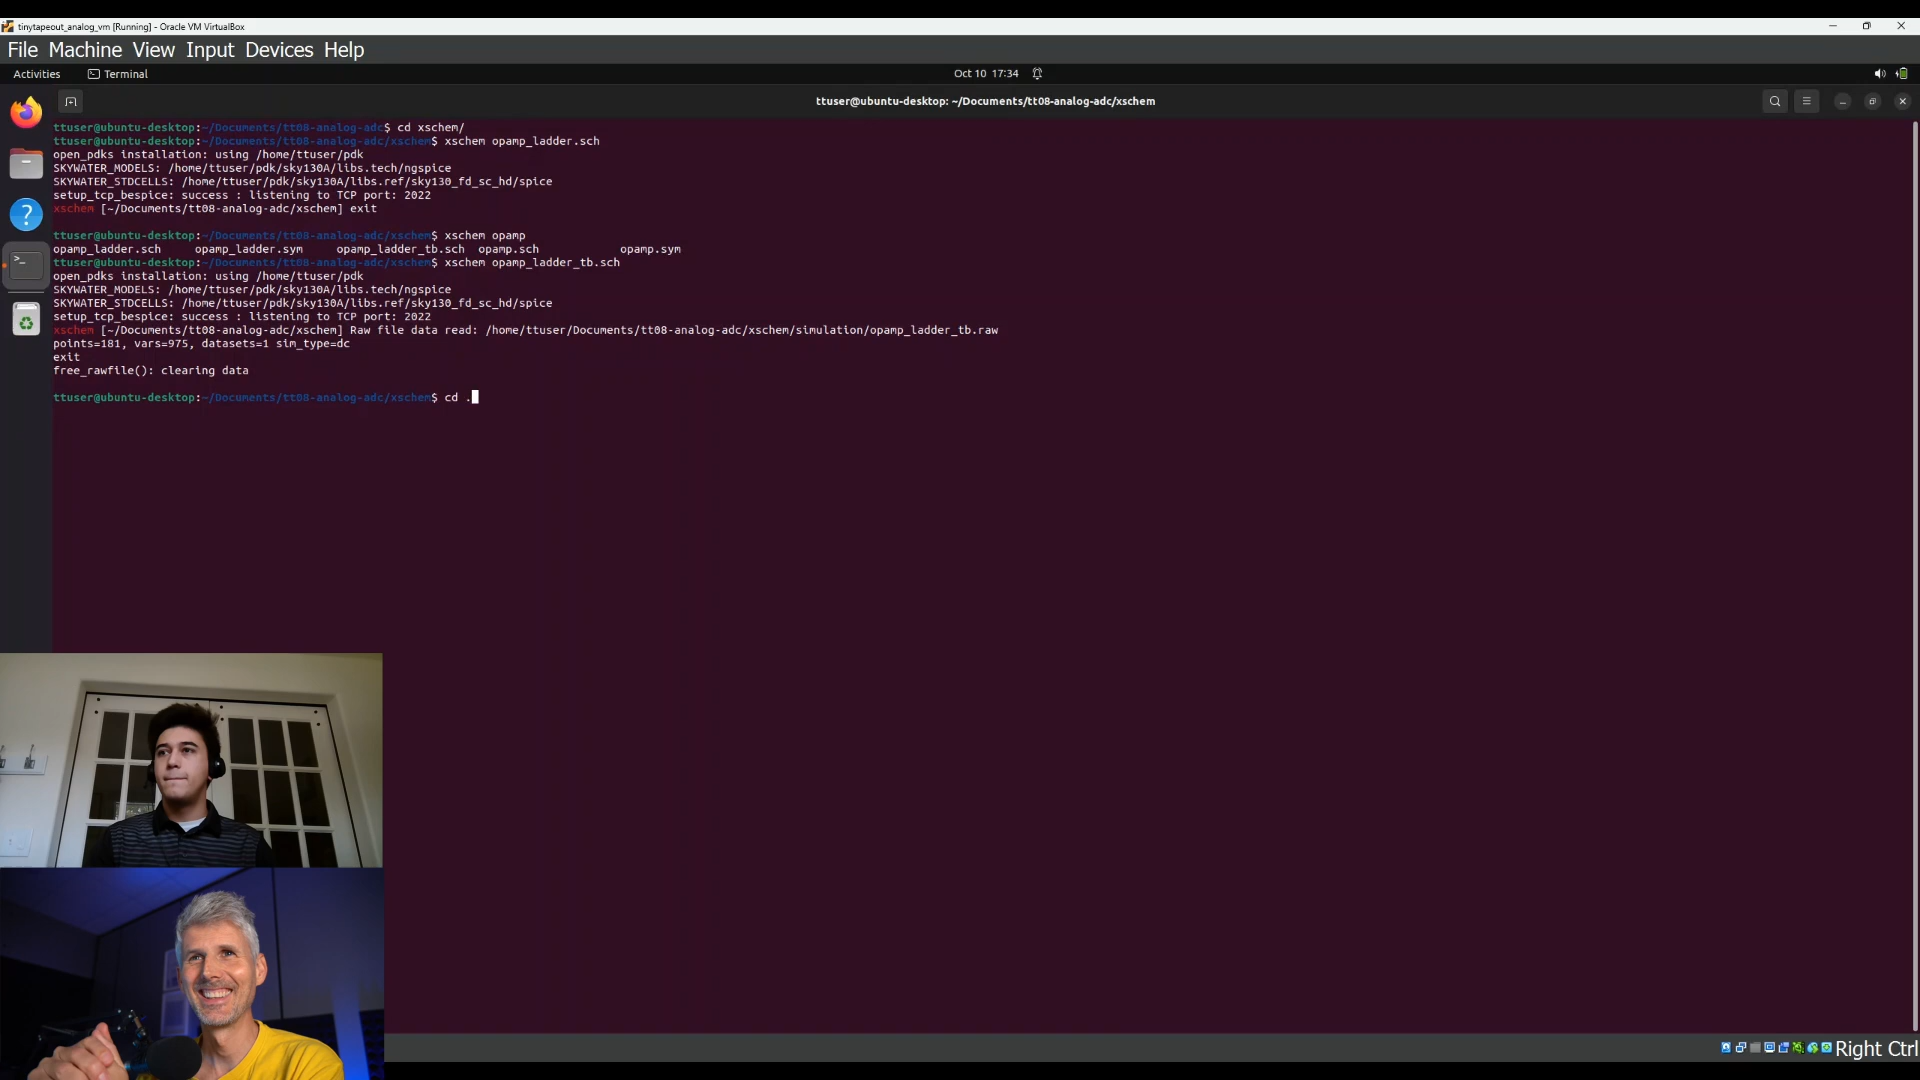 tinytapeout_analog_vm [Running] - Oracle VM VirtualBox
File Machine View Input Devices Help
Activities Terminal Oct 10 17:34
ttuser@ubuntu-desktop: ~/Documents/tt08-analog-adc/xschem
ttuser@ubuntu-desktop:~/Documents/tt08-analog-adc$ cd xschem/
ttuser@ubuntu-desktop:~/Documents/tt08-analog-adc/xschem$ xschem opamp_ladder.sch
open_pdks installation: using /home/ttuser/pdk
SKYWATER_MODELS: /home/ttuser/pdk/sky130A/libs.tech/ngspice
SKYWATER_STDCELLS: /home/ttuser/pdk/sky130A/libs.ref/sky130_fd_sc_hd/spice
setup_tcp_bespice: success : listening to TCP port: 2022
xschem [~/Documents/tt08-analog-adc/xschem] exit
ttuser@ubuntu-desktop:~/Documents/tt08-analog-adc/xschem$ xschem opamp
opamp_ladder.sch opamp_ladder.sym opamp_ladder_tb.sch opamp.sch opamp.sym
ttuser@ubuntu-desktop:~/Documents/tt08-analog-adc/xschem$ xschem opamp_ladder_tb.sch
open_pdks installation: using /home/ttuser/pdk
SKYWATER_MODELS: /home/ttuser/pdk/sky130A/libs.tech/ngspice
SKYWATER_STDCELLS: /home/ttuser/pdk/sky130A/libs.ref/sky130_fd_sc_hd/spice
setup_tcp_bespice: success : listening to TCP port: 2022
xschem [~/Documents/tt08-analog-adc/xschem] Raw file data read: /home/ttuser/Documents/tt08-analog-adc/xschem/simulation/opamp_ladder_tb.raw
points=181, vars=975, datasets=1 sim_type=dc
exit
free_rawfile(): clearing data
ttuser@ubuntu-desktop:~/Documents/tt08-analog-adc/xschem$ cd .
Right Ctrl